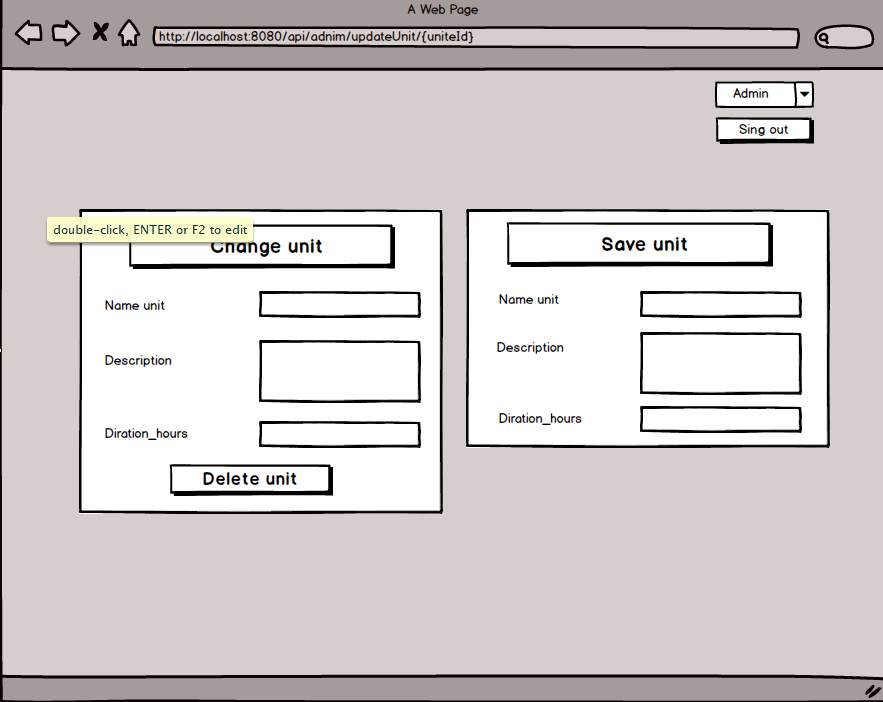 A Web Page
http://localhost:8080/api/adnim/updateUnit/{uniteId}
Admin
Sing out
double-click, ENTER or F2 to edit
Change unit
Name unit
Description
Diration_hours
Delete unit
Save unit
Name unit
Description
Diration_hours